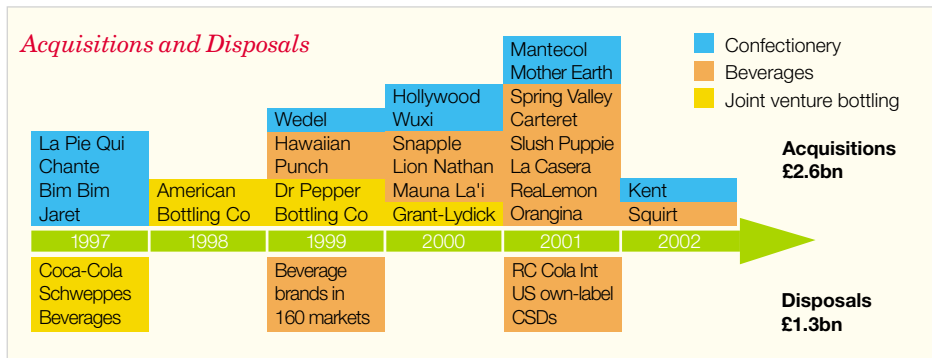 Acquisitions and Disposals
Confectionery
Beverages
Joint venture bottling
La Pie Qui
Chante
Bim Bim
Jaret
American
Bottling Co
Wedel
Hawaiian
Punch
Dr Pepper
Bottling Co
Hollywood
Wuxi
Snapple
Lion Nathan
Mauna La'i
Grant-Lydick
Mantecol
Mother Earth
Spring Valley
Carteret
Slush Puppie
La Casera
ReaLemon
Orangina
Kent
Squirt
Acquisitions
£2.6bn
1997 1998 1999 2000 2001 2002
Coca-Cola
Schweppes
Beverages
Beverage
brands in
160 markets
RC Cola Int
US own-label
CSDs
Disposals
£1.3bn